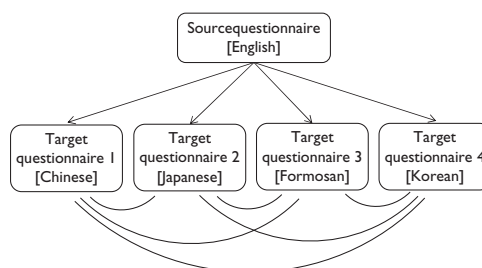 Sourcequestionnaire
[English]
Target
questionnaire 1
[Chinese]
Target
questionnaire 2
[Japanese]
Target
questionnaire 3
[Formosan]
Target
questionnaire 4
[Korean]